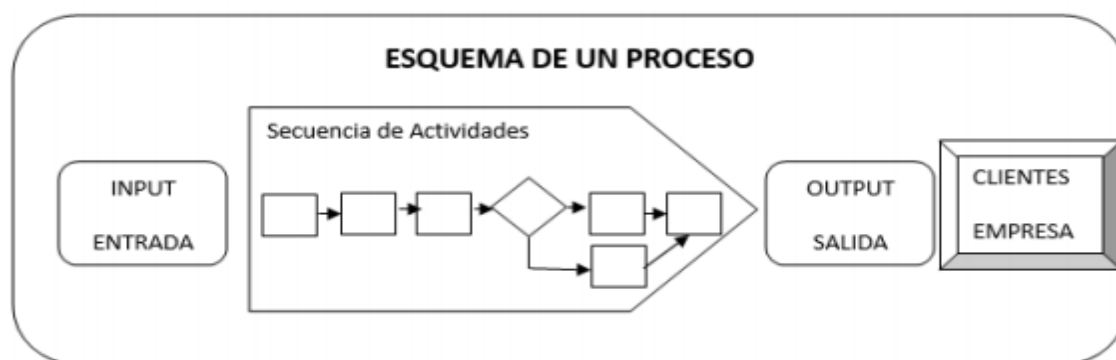 ESQUEMA DE UN PROCESO
Secuencia de Actividades
INPUT
ENTRADA
OUTPUT
SALIDA
CLIENTES
EMPRESA